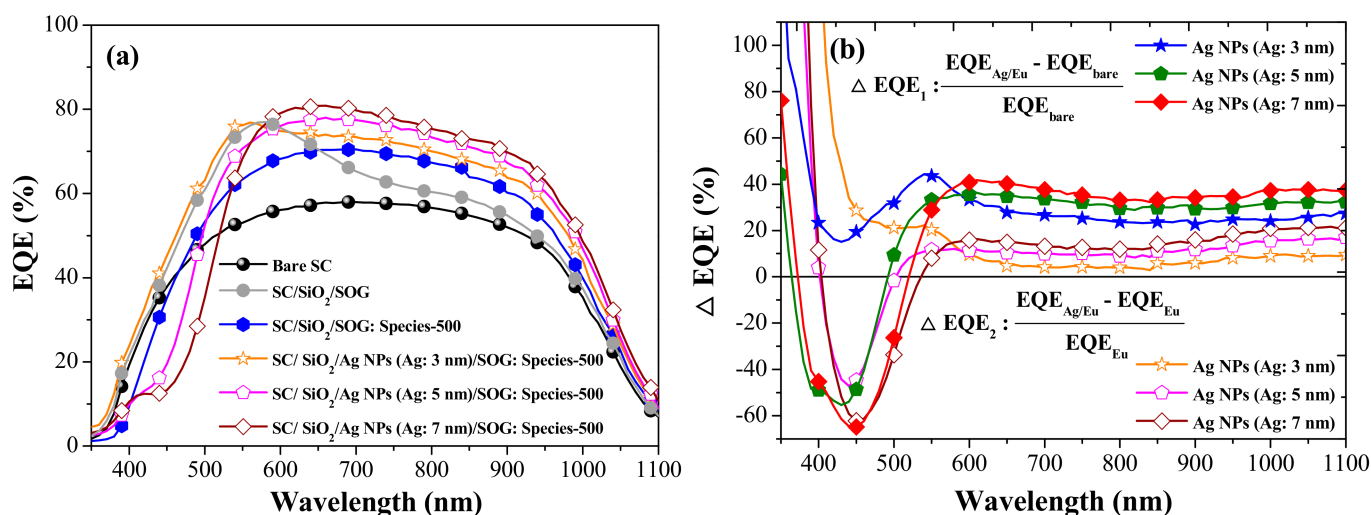 (a)
EQE (%)
100
80
60
40
20
0
Bare SC
SC/SiO2/SOG
SC/SiO2/SOG: Species-500
SC/ SiO2/Ag NPs (Ag: 3 nm)/SOG: Species-500
SC/ SiO2/Ag NPs (Ag: 5 nm)/SOG: Species-500
SC/ SiO2/Ag NPs (Ag: 7 nm)/SOG: Species-500
400 500 600 700 800 900 1000 1100
Wavelength (nm)
(b)
△ EQE (%)
100
80
60
40
20
0
-20
-40
-60
Ag NPs (Ag: 3 nm)
Ag NPs (Ag: 5 nm)
Ag NPs (Ag: 7 nm)
△ EQE1 : EQEAg/Eu - EQEbare
EQEbare
△ EQE2 : EQEAg/Eu - EQEEu
EQEEu
Ag NPs (Ag: 3 nm)
Ag NPs (Ag: 5 nm)
Ag NPs (Ag: 7 nm)
400 500 600 700 800 900 1000 1100
Wavelength (nm)